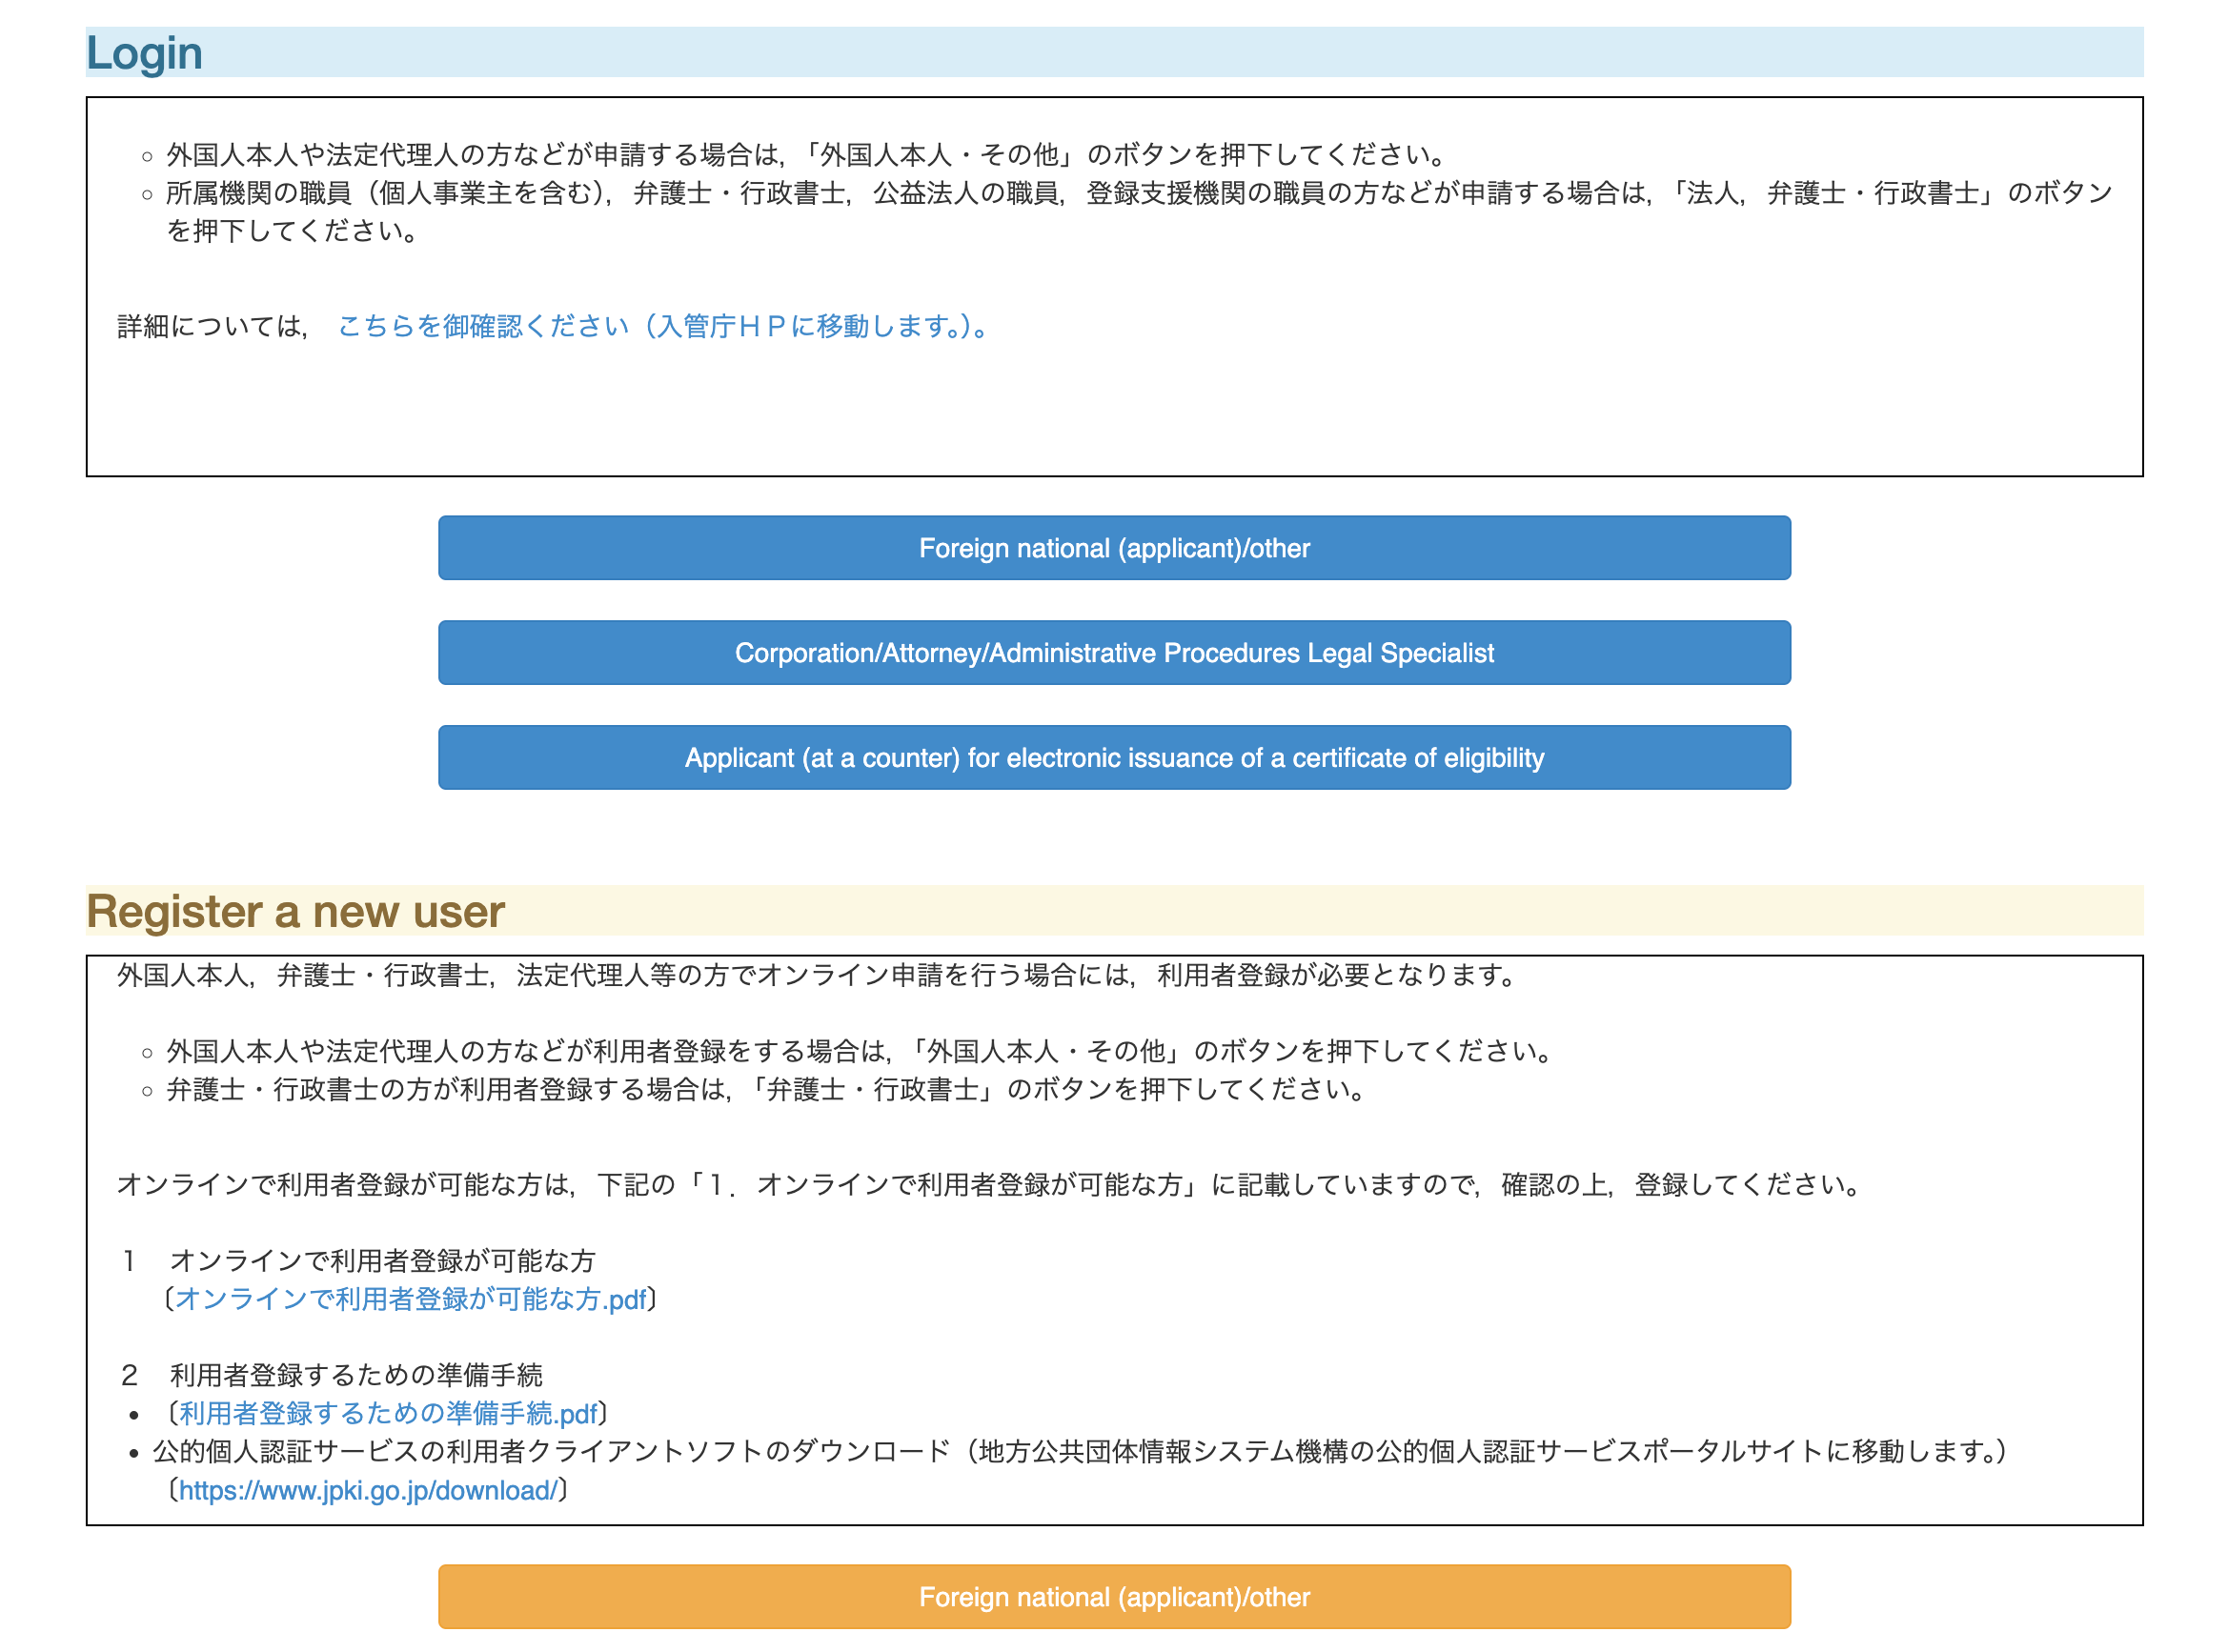 Login
外国人本人や法定代理人の方などが申請する場合は，「外国人本人・その他」のボタンを押下してください。
所属機関の職員（個人事業主を含む），弁護士・行政書士，公益法人の職員，登録支援機関の職員の方などが申請する場合は，「法人，弁護士・行政書士」のボタン
を押下してください。
詳細については， こちらを御確認ください（入管庁ＨＰに移動します。）。
Foreign national (applicant)/other
Corporation/Attorney/Administrative Procedures Legal Specialist
Applicant (at a counter) for electronic issuance of a certificate of eligibility
Register a new user
外国人本人，弁護士・行政書士，法定代理人等の方でオンライン申請を行う場合には，利用者登録が必要となります。
外国人本人や法定代理人の方などが利用者登録をする場合は，「外国人本人・その他」のボタンを押下してください。
弁護士・行政書士の方が利用者登録する場合は，「弁護士・行政書士」のボタンを押下してください。
オンラインで利用者登録が可能な方は，下記の「１．オンラインで利用者登録が可能な方」に記載していますので，確認の上，登録してください。
１　オンラインで利用者登録が可能な方
〔オンラインで利用者登録が可能な方.pdf〕
２　利用者登録するための準備手続
• 〔利用者登録するための準備手続.pdf〕
• 公的個人認証サービスの利用者クライアントソフトのダウンロード（地方公共団体情報システム機構の公的個人認証サービスポータルサイトに移動します。）
〔https://www.jpki.go.jp/download/〕
Foreign national (applicant)/other